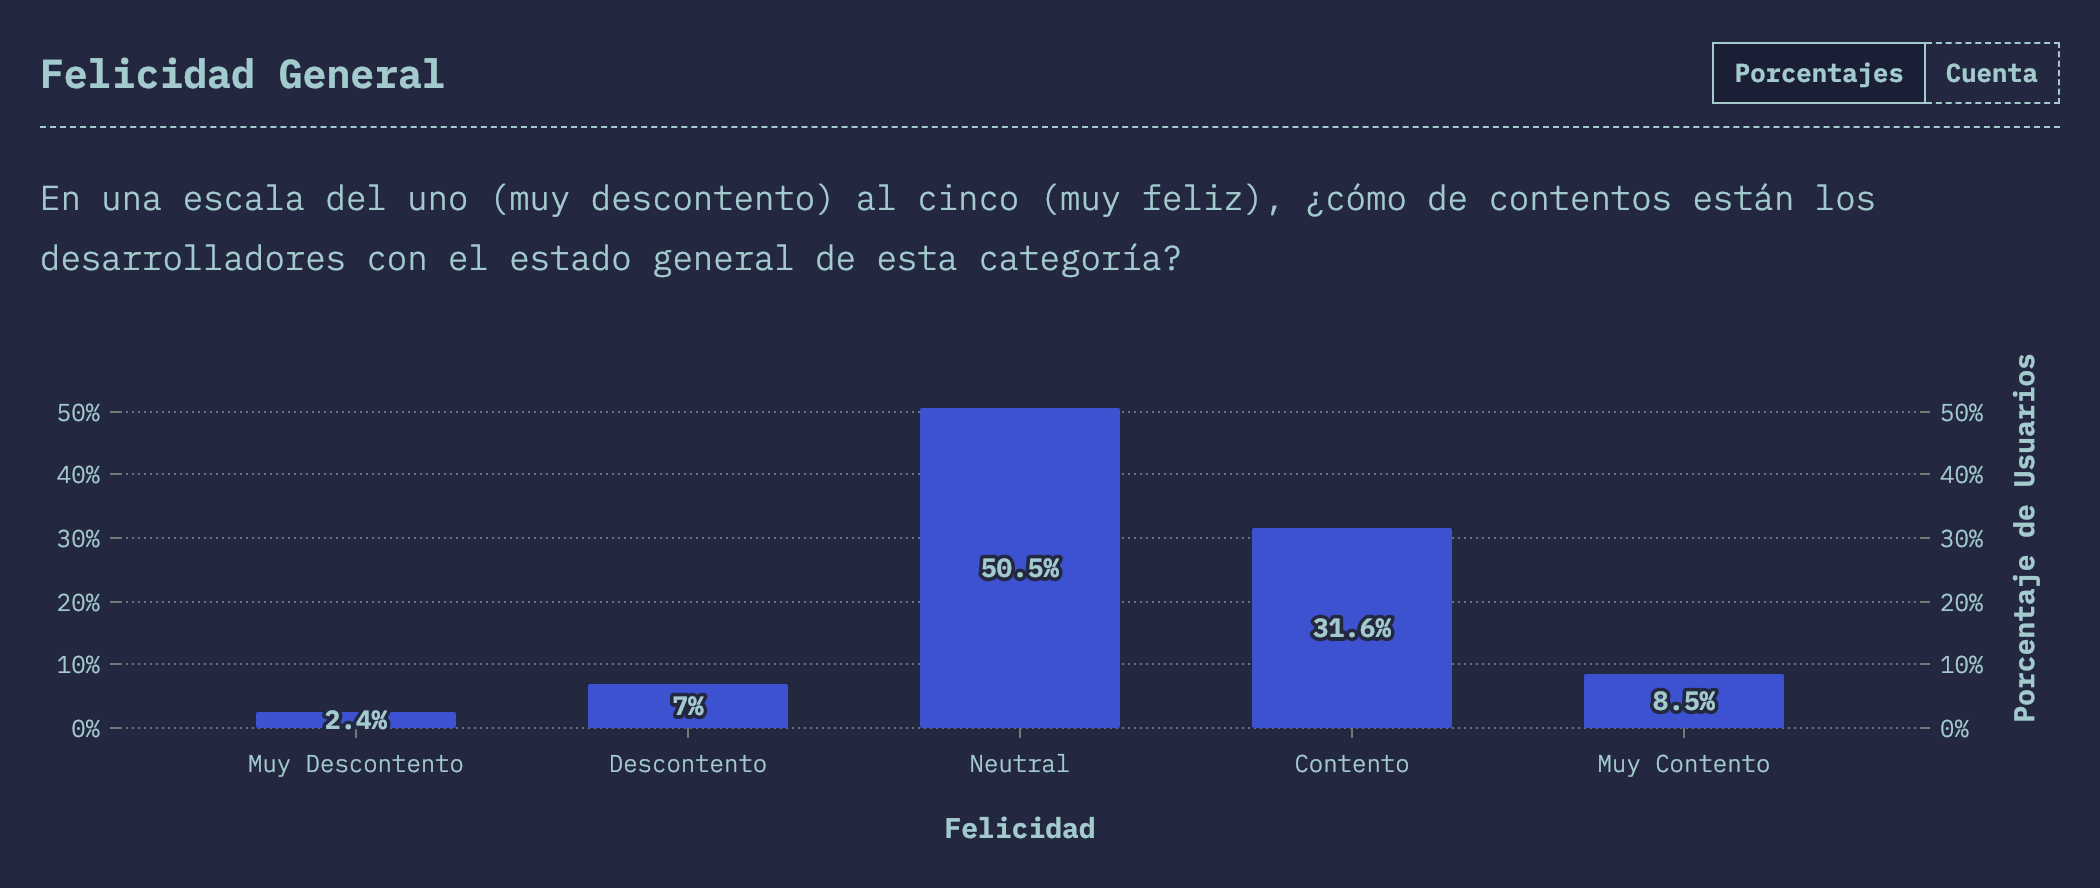 Felicidad General
Porcentajes
Cuenta
En una escala del uno (muy descontento) al cinco (muy feliz), ¿cómo de contentos están los
desarrolladores con el estado general de esta categoría?
50%
40%
30%
20%
10%
0%
2.4%
7%
50.5%
31.6%
8.5%
50%
40%
30%
20%
10%
0%
Porcentaje de Usuarios
Muy Descontento
Descontento
Neutral
Contento
Muy Contento
Felicidad